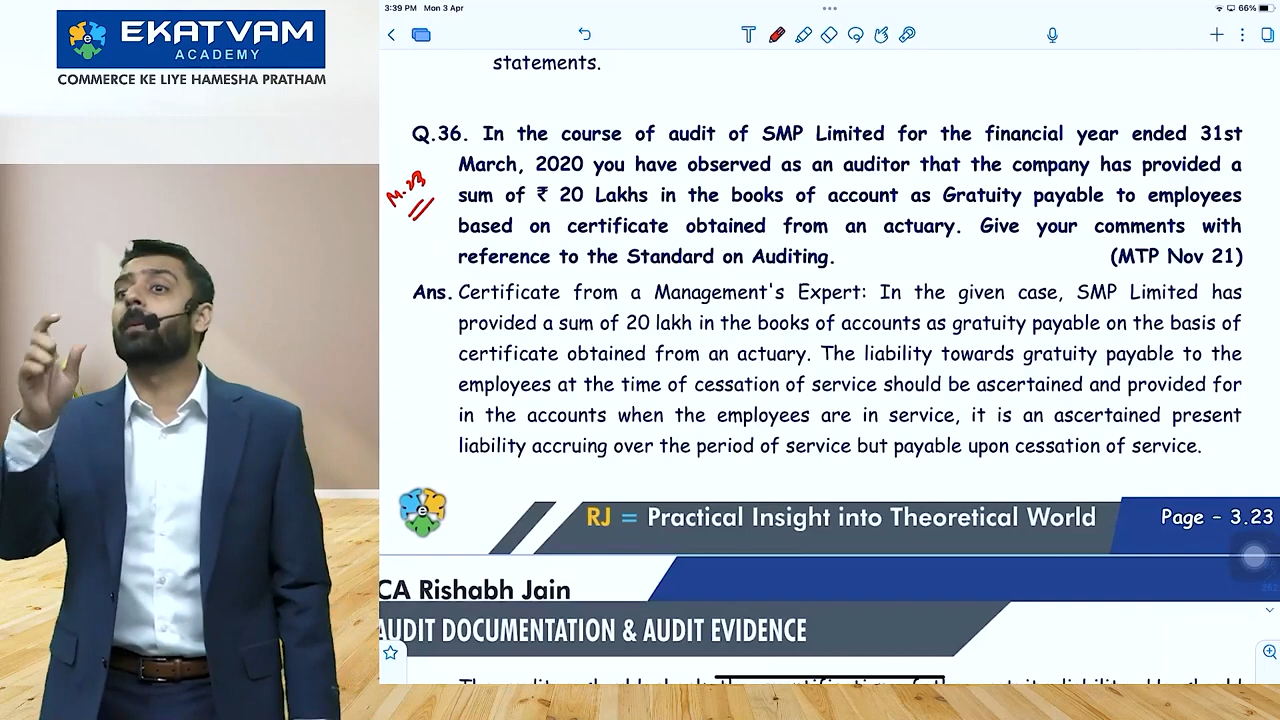 3:39 PM Mon 3 Apr
66%
EKATVAM
ACADEMY
COMMERCE KE LIYE HAMESHA PRATHAM
statements.
Q.36. In the course of audit of SMP Limited for the financial year ended 31st
March, 2020 you have observed as an auditor that the company has provided a
M.23
sum of ₹ 20 Lakhs in the books of account as Gratuity payable to employees
based on certificate obtained from an actuary. Give your comments with
reference to the Standard on Auditing. (MTP Nov 21)
Ans. Certificate from a Management's Expert: In the given case, SMP Limited has
provided a sum of 20 lakh in the books of accounts as gratuity payable on the basis of
certificate obtained from an actuary. The liability towards gratuity payable to the
employees at the time of cessation of service should be ascertained and provided for
in the accounts when the employees are in service, it is an ascertained present
liability accruing over the period of service but payable upon cessation of service.
RJ = Practical Insight into Theoretical World Page - 3.23
CA Rishabh Jain
AUDIT DOCUMENTATION & AUDIT EVIDENCE